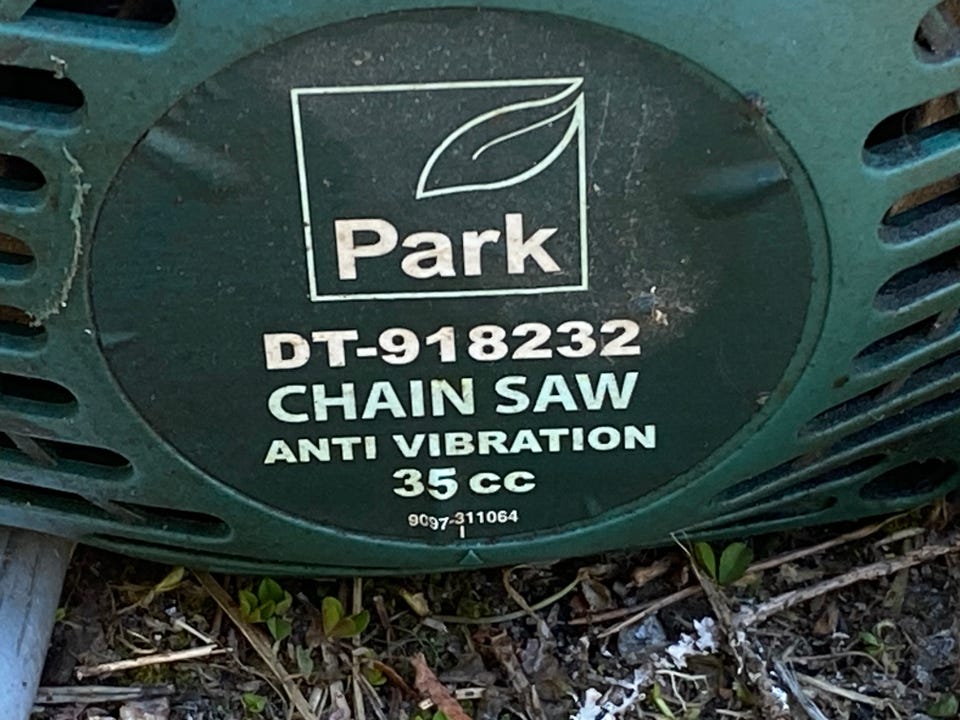 Park
DT-918232
CHAIN SAW
ANTI VIBRATION
35 cc
9097-311064